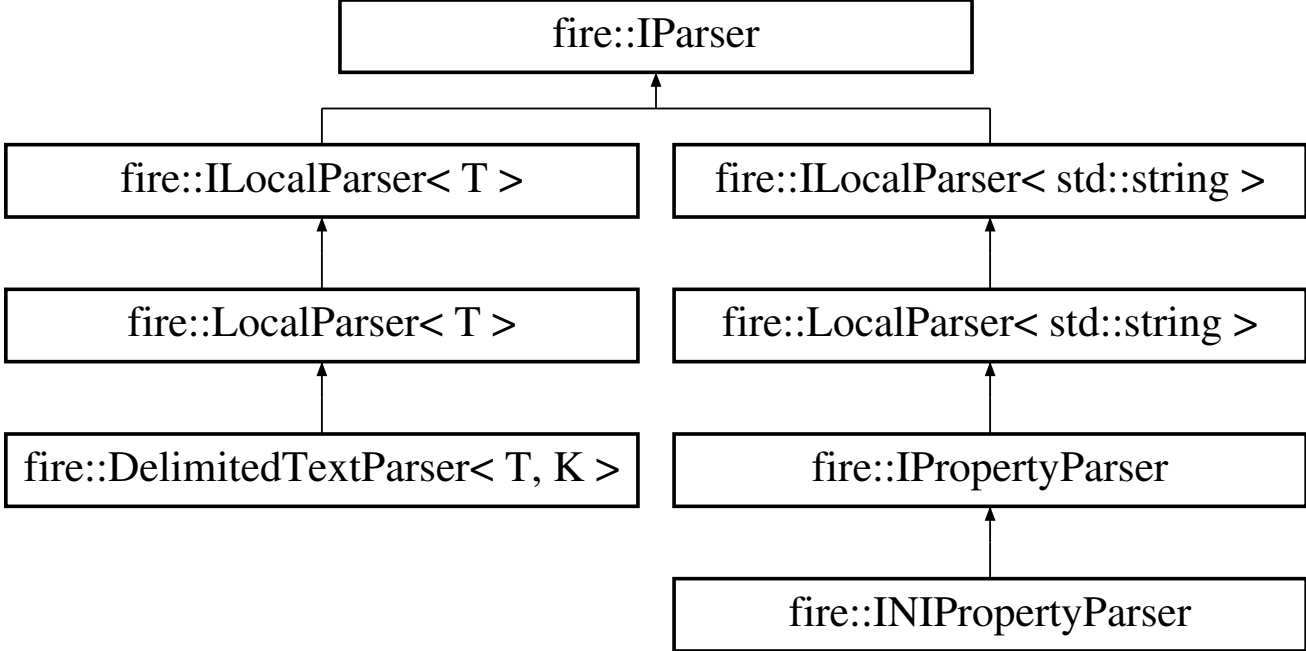 fire::IParser
fire::ILocalParser< T >
fire::ILocalParser< std::string >
fire::LocalParser< T >
fire::LocalParser< std::string >
fire::DelimitedTextParser< T, K >
fire::IPropertyParser
fire::INIPropertyParser